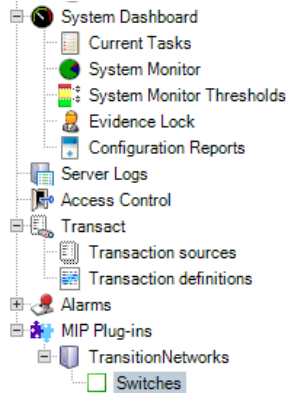 System Dashboard
Current Tasks
System Monitor
System Monitor Thresholds
Evidence Lock
Configuration Reports
Server Logs
Access Control
Transact
Transaction sources
Transaction definitions
Alarms
MIP Plug-ins
TransitionNetworks
Switches